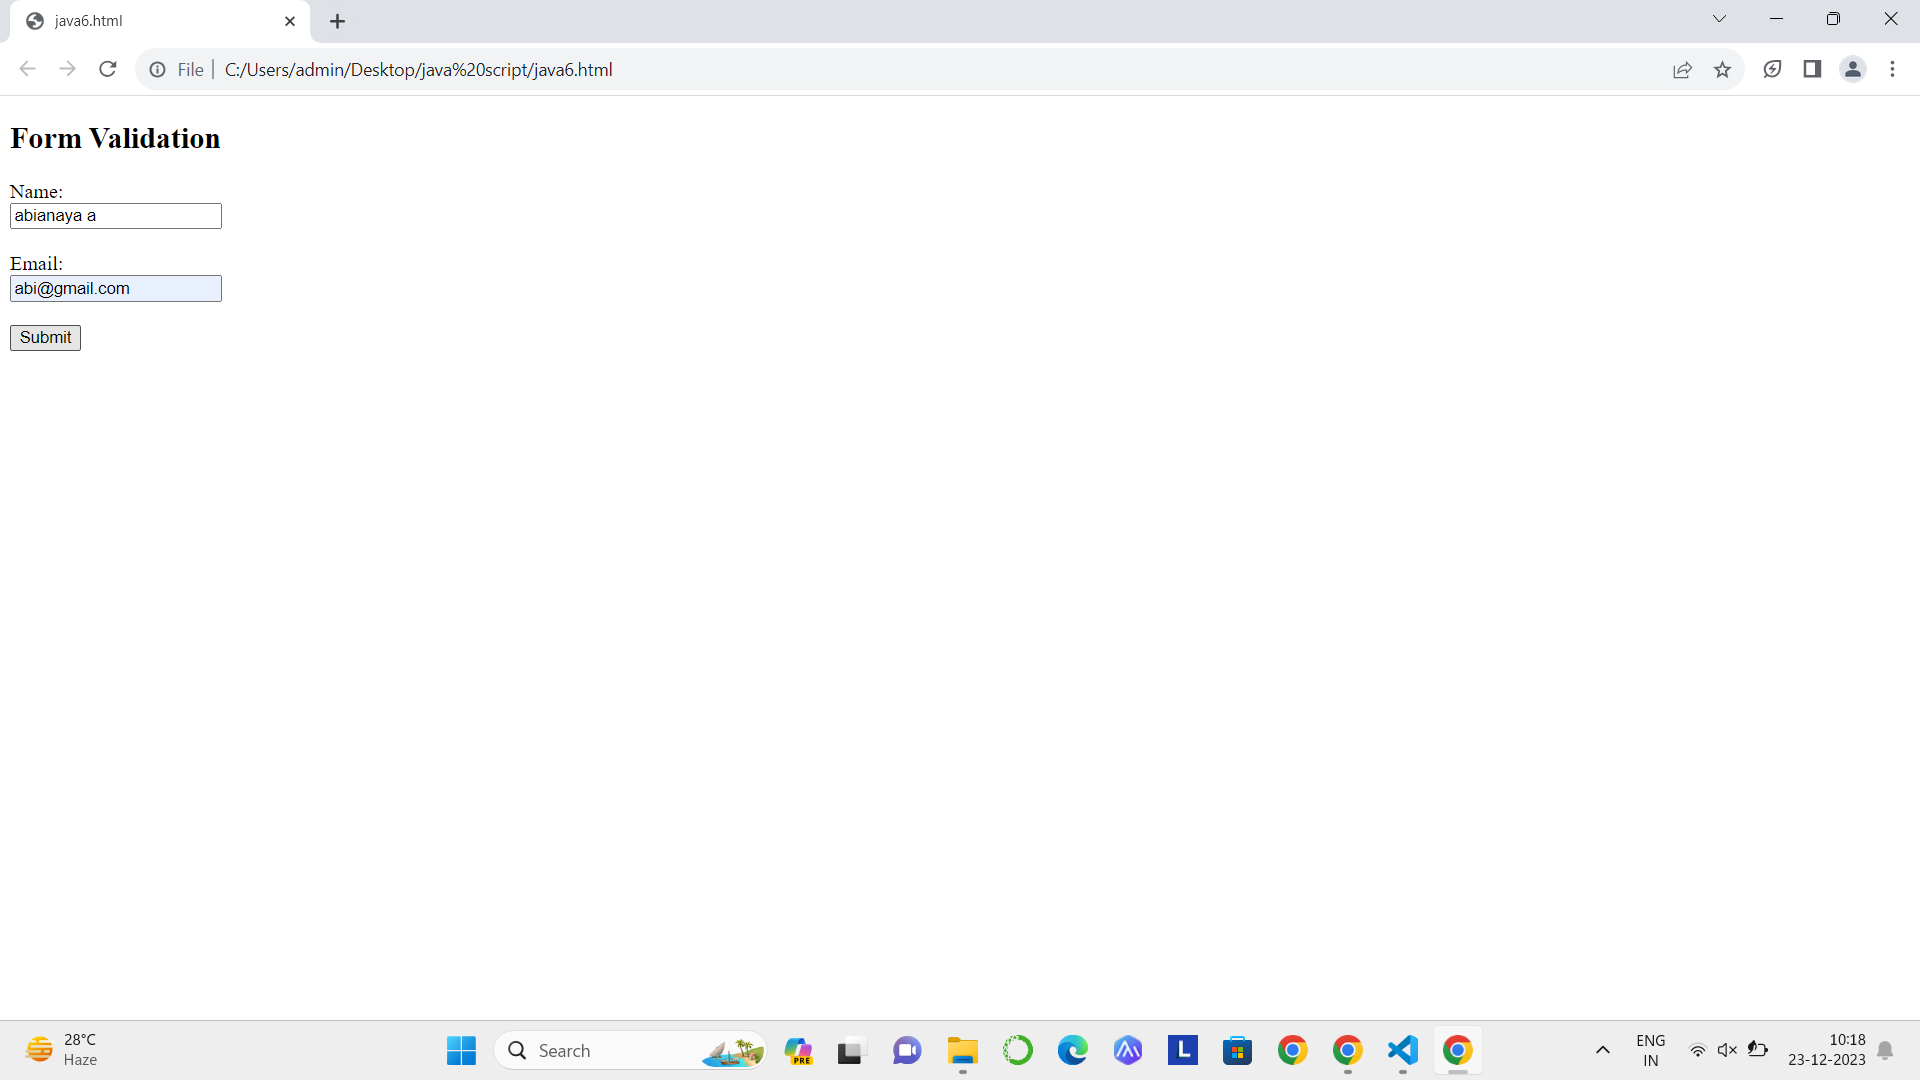 java6.html
File
C:/Users/admin/Desktop/java%20script/java6.html
Form Validation
Name:
abianaya a
Email:
abi@gmail.com
Submit
28°C
Haze
Search
PRE
L
ENG
IN
10:18
23-12-2023